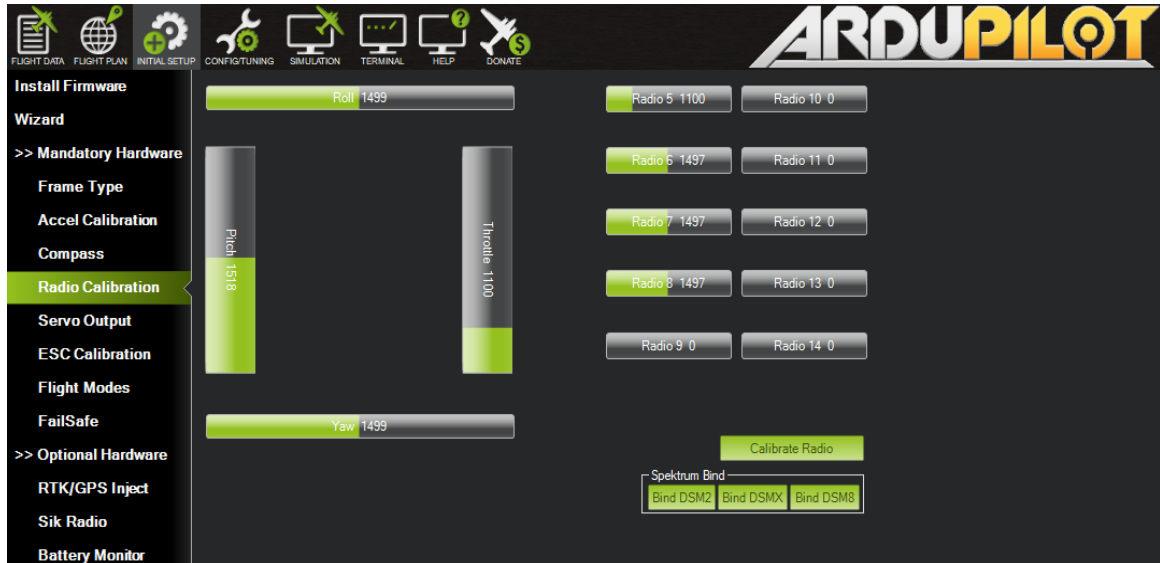 ARDUPILOT
FLIGHT DATA
FLIGHT PLAN
INITIAL SETUP
CONFIG/TUNING
SIMULATION
TERMINAL
HELP
DONATE
Install Firmware
Wizard
>> Mandatory Hardware
Frame Type
Accel Calibration
Compass
Radio Calibration
Servo Output
ESC Calibration
Flight Modes
FailSafe
>> Optional Hardware
RTK/GPS Inject
Sik Radio
Battery Monitor
Roll 1499
Pitch 1518
Throttle 1100
Yaw 1499
Radio 5 1100
Radio 10 0
Radio 6 1497
Radio 11 0
Radio 7 1497
Radio 12 0
Radio 8 1497
Radio 13 0
Radio 9 0
Radio 14 0
Calibrate Radio
Spektrum Bind
Bind DSM2
Bind DSMX
Bind DSM8